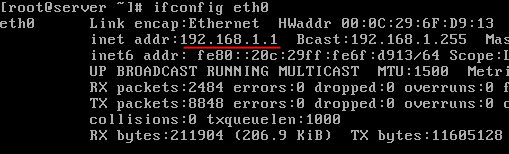 [root@server ~]# ifconfig eth0
eth0 Link encap:Ethernet HWaddr 00:0C:29:6F:D9:13
inet addr:192.168.1.1 Bcast:192.168.1.255 Mas
inet6 addr: fe80::20c:29ff:fe6f:d913/64 Scope:L
UP BROADCAST RUNNING MULTICAST MTU:1500 Metri
RX packets:2484 errors:0 dropped:0 overruns:0 f
TX packets:8848 errors:0 dropped:0 overruns:0 c
collisions:0 txqueuelen:1000
RX bytes:211904 (206.9 KiB) TX bytes:11605128